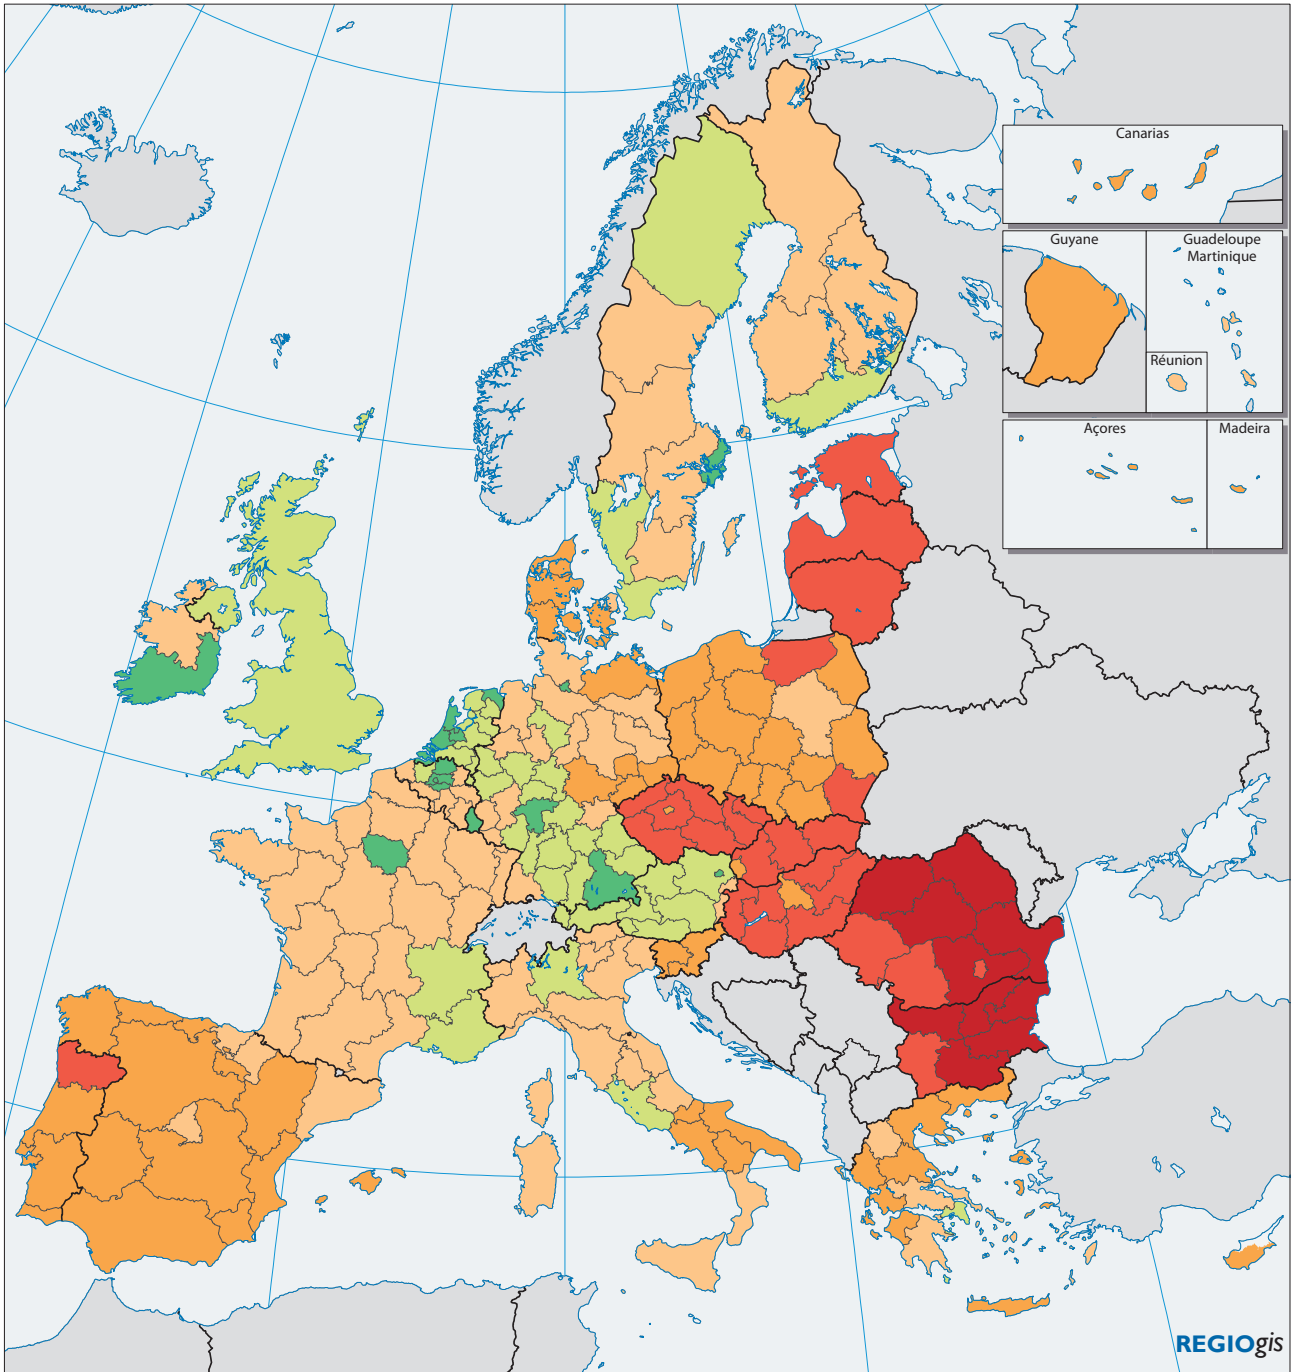 Canarias
Guyane
Guadeloupe
Martinique
Réunion
Açores
Madeira
REGIOgis